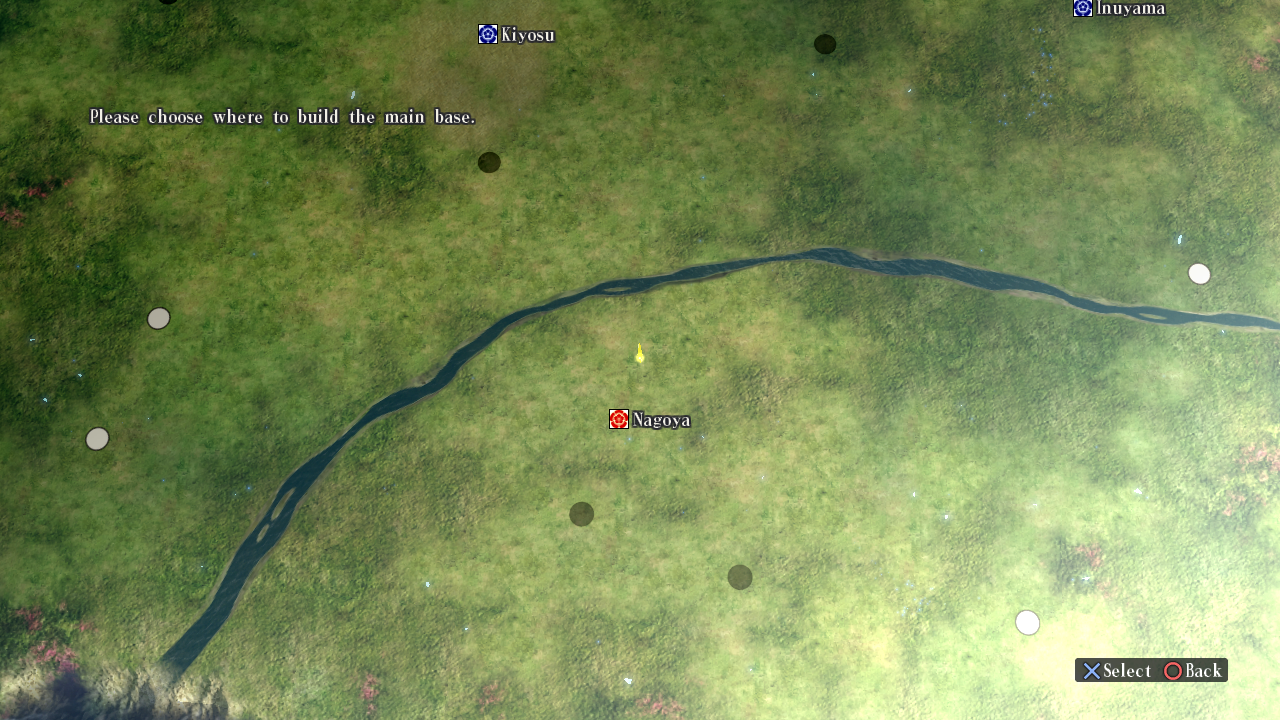 Inuyama
Kiyosu
Please choose where to build the main base.
Nagoya
Select Back